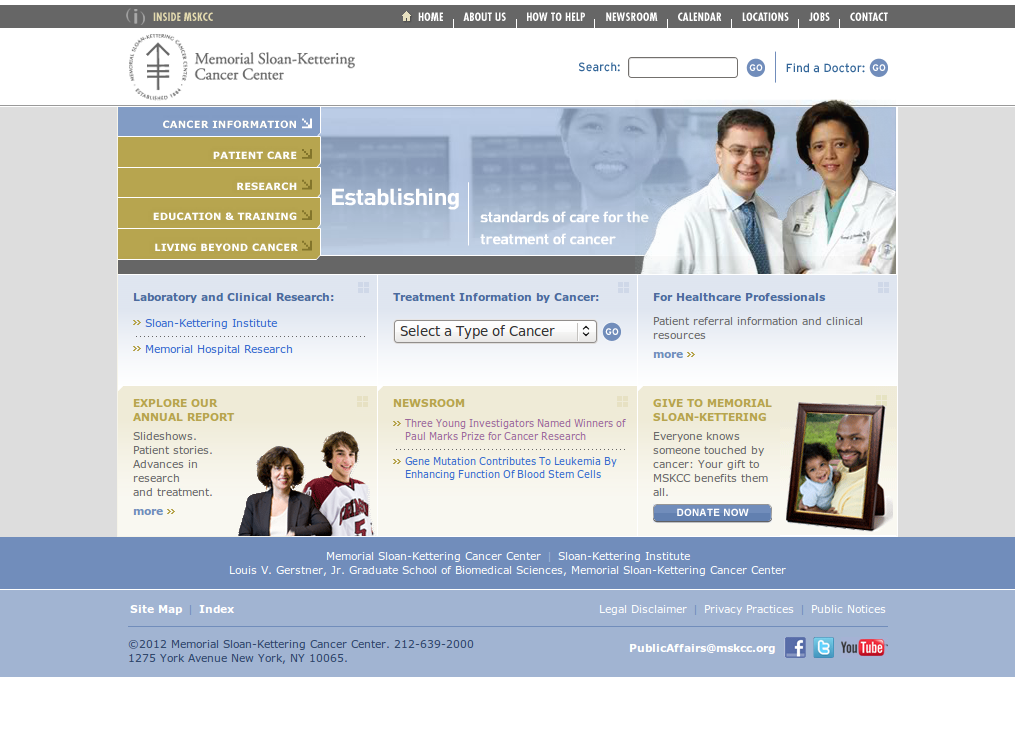 INSIDE MSKCC
HOME ABOUT US HOW TO HELP NEWSROOM CALENDAR LOCATIONS JOBS CONTACT
MEMORIAL SLOAN-KETTERING CANCER CENTER · ESTABLISHED 1884 ·
Memorial Sloan-Kettering
Cancer Center
Search: GO Find a Doctor: GO
CANCER INFORMATION
PATIENT CARE
RESEARCH
EDUCATION & TRAINING
LIVING BEYOND CANCER
Establishing
standards of care for the
treatment of cancer
Laboratory and Clinical Research:
Sloan-Kettering Institute
Memorial Hospital Research
Treatment Information by Cancer:
Select a Type of Cancer GO
For Healthcare Professionals
Patient referral information and clinical
resources
more
EXPLORE OUR
ANNUAL REPORT
Slideshows.
Patient stories.
Advances in
research
and treatment.
more
NEWSROOM
Three Young Investigators Named Winners of
Paul Marks Prize for Cancer Research
Gene Mutation Contributes To Leukemia By
Enhancing Function Of Blood Stem Cells
GIVE TO MEMORIAL
SLOAN-KETTERING
Everyone knows
someone touched by
cancer: Your gift to
MSKCC benefits them
all.
DONATE NOW
Memorial Sloan-Kettering Cancer Center | Sloan-Kettering Institute
Louis V. Gerstner, Jr. Graduate School of Biomedical Sciences, Memorial Sloan-Kettering Cancer Center
Site Map | Index
Legal Disclaimer | Privacy Practices | Public Notices
©2012 Memorial Sloan-Kettering Cancer Center. 212-639-2000
1275 York Avenue New York, NY 10065.
PublicAffairs@mskcc.org
You Tube